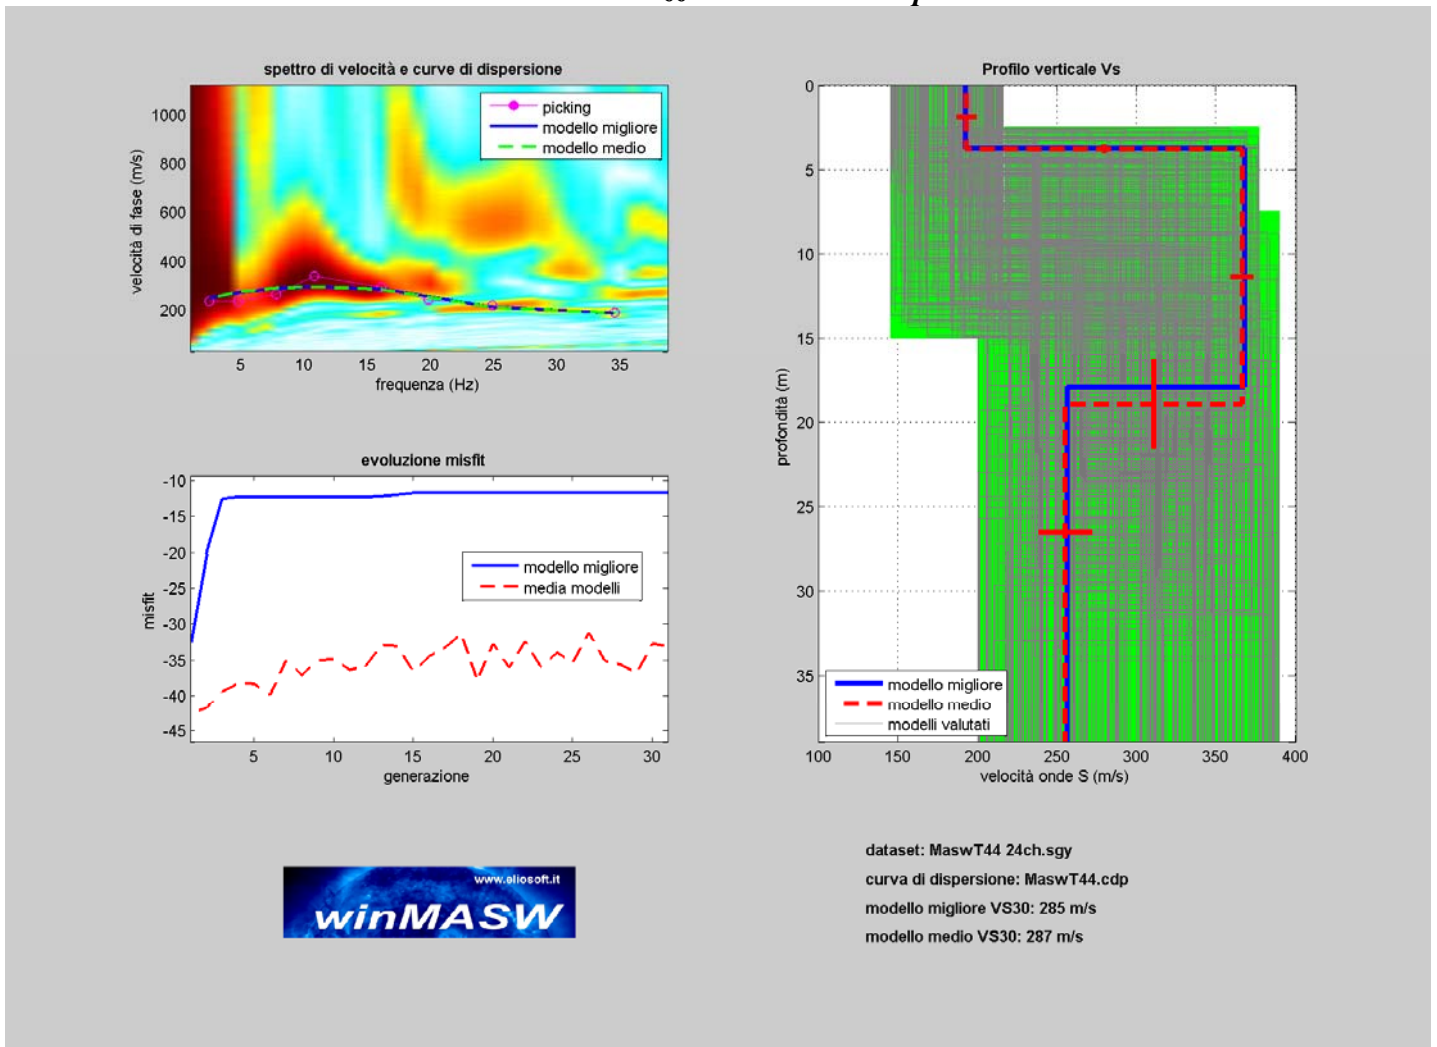 spettro di velocità e curve di dispersione
1000
800
600
400
200
velocità di fase (m/s)
picking
modello migliore
modello medio
5 10 15 20 25 30 35
frequenza (Hz)
evoluzione misfit
-10
-15
-20
-25
-30
-35
-40
-45
misfit
modello migliore
media modelli
5 10 15 20 25 30
generazione
Profilo verticale Vs
0
5
10
15
20
25
30
35
profondità (m)
modello migliore
modello medio
modelli valutati
100 150 200 250 300 350 400
velocità onde S (m/s)
www.eliosoft.it
winMASW
dataset: MaswT44 24ch.sgy
curva di dispersione: MaswT44.cdp
modello migliore VS30: 285 m/s
modello medio VS30: 287 m/s